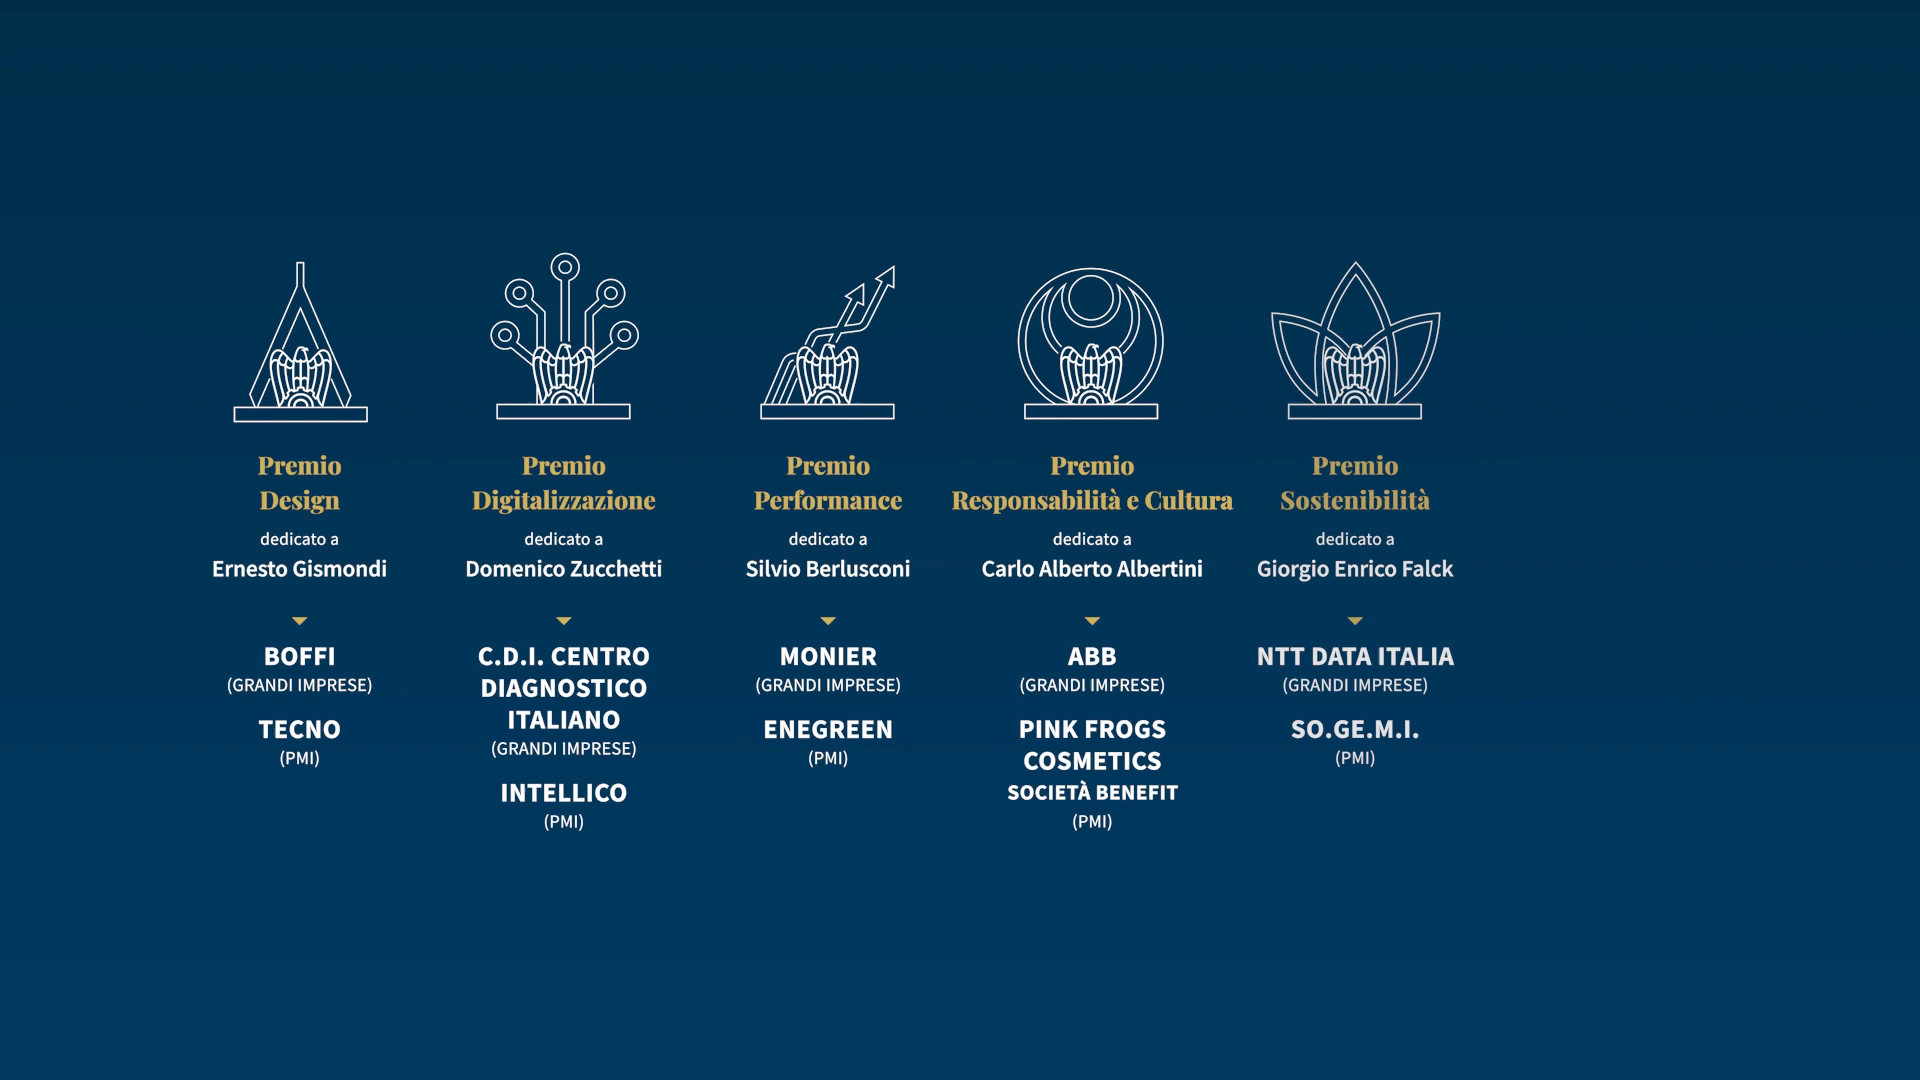 Premio
Design
dedicato a
Ernesto Gismondi
BOFFI
(GRANDI IMPRESE)
TECNO
(PMI)
Premio
Digitalizzazione
dedicato a
Domenico Zucchetti
C.D.I. CENTRO
DIAGNOSTICO
ITALIANO
(GRANDI IMPRESE)
INTELLICO
(PMI)
Premio
Performance
dedicato a
Silvio Berlusconi
MONIER
(GRANDI IMPRESE)
ENEGREEN
(PMI)
Premio
Responsabilità e Cultura
dedicato a
Carlo Alberto Albertini
ABB
(GRANDI IMPRESE)
PINK FROGS
COSMETICS
SOCIETÀ BENEFIT
(PMI)
Premio
Sostenibilità
dedicato a
Giorgio Enrico Falck
NTT DATA ITALIA
(GRANDI IMPRESE)
SO.GE.M.I.
(PMI)